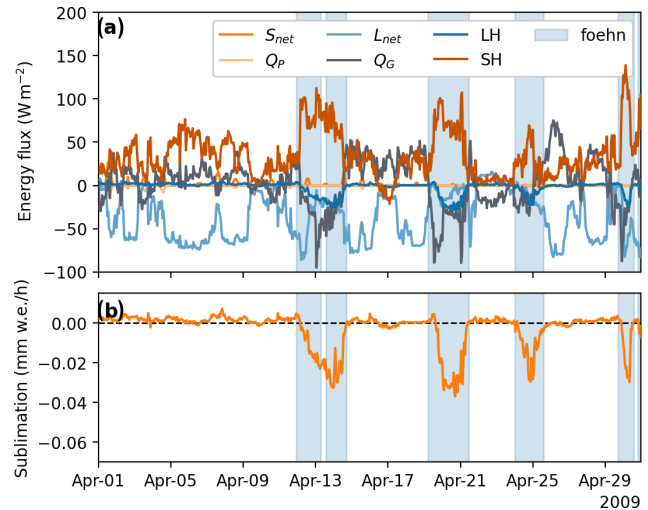 (a)
Energy flux (W m⁻²)
200
150
100
50
0
−50
−100
S_net
Q_P
L_net
Q_G
LH
SH
foehn
(b)
Sublimation (mm w.e./h)
0.00
−0.02
−0.04
−0.06
Apr-01 Apr-05 Apr-09 Apr-13 Apr-17 Apr-21 Apr-25 Apr-29
2009